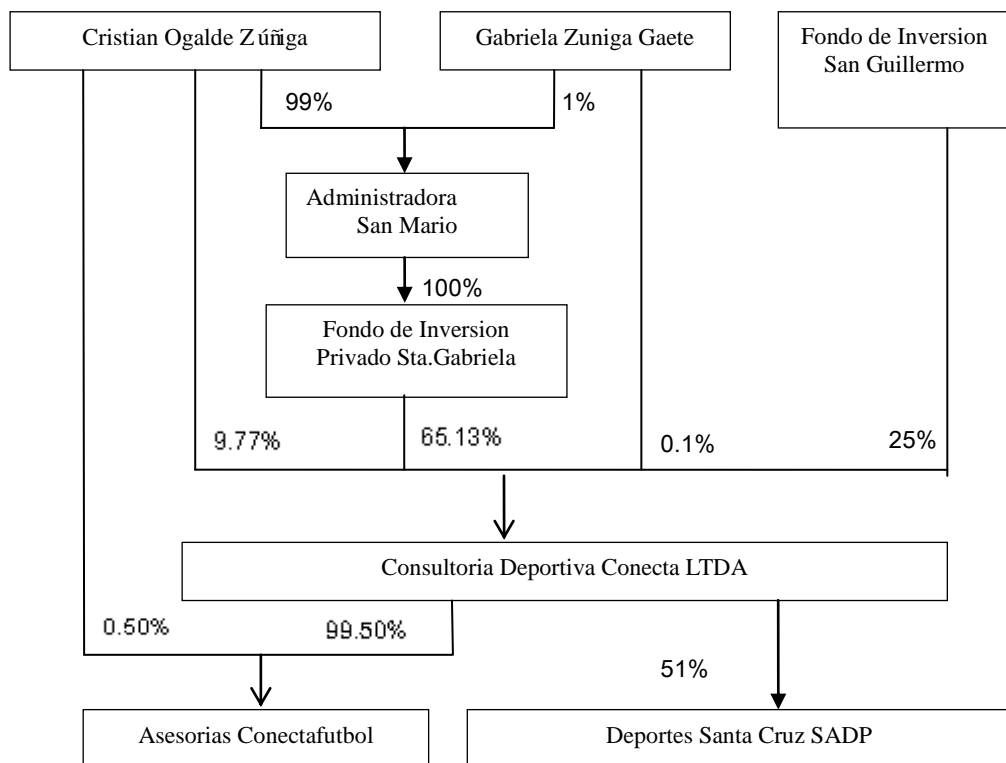 Cristian Ogalde Zúñiga
Gabriela Zuniga Gaete
Fondo de Inversion
San Guillermo
99%
1%
Administradora
San Mario
100%
Fondo de Inversion
Privado Sta.Gabriela
9.77%
65.13%
0.1%
25%
Consultoria Deportiva Conecta LTDA
0.50%
99.50%
51%
Asesorias Conectafutbol
Deportes Santa Cruz SADP